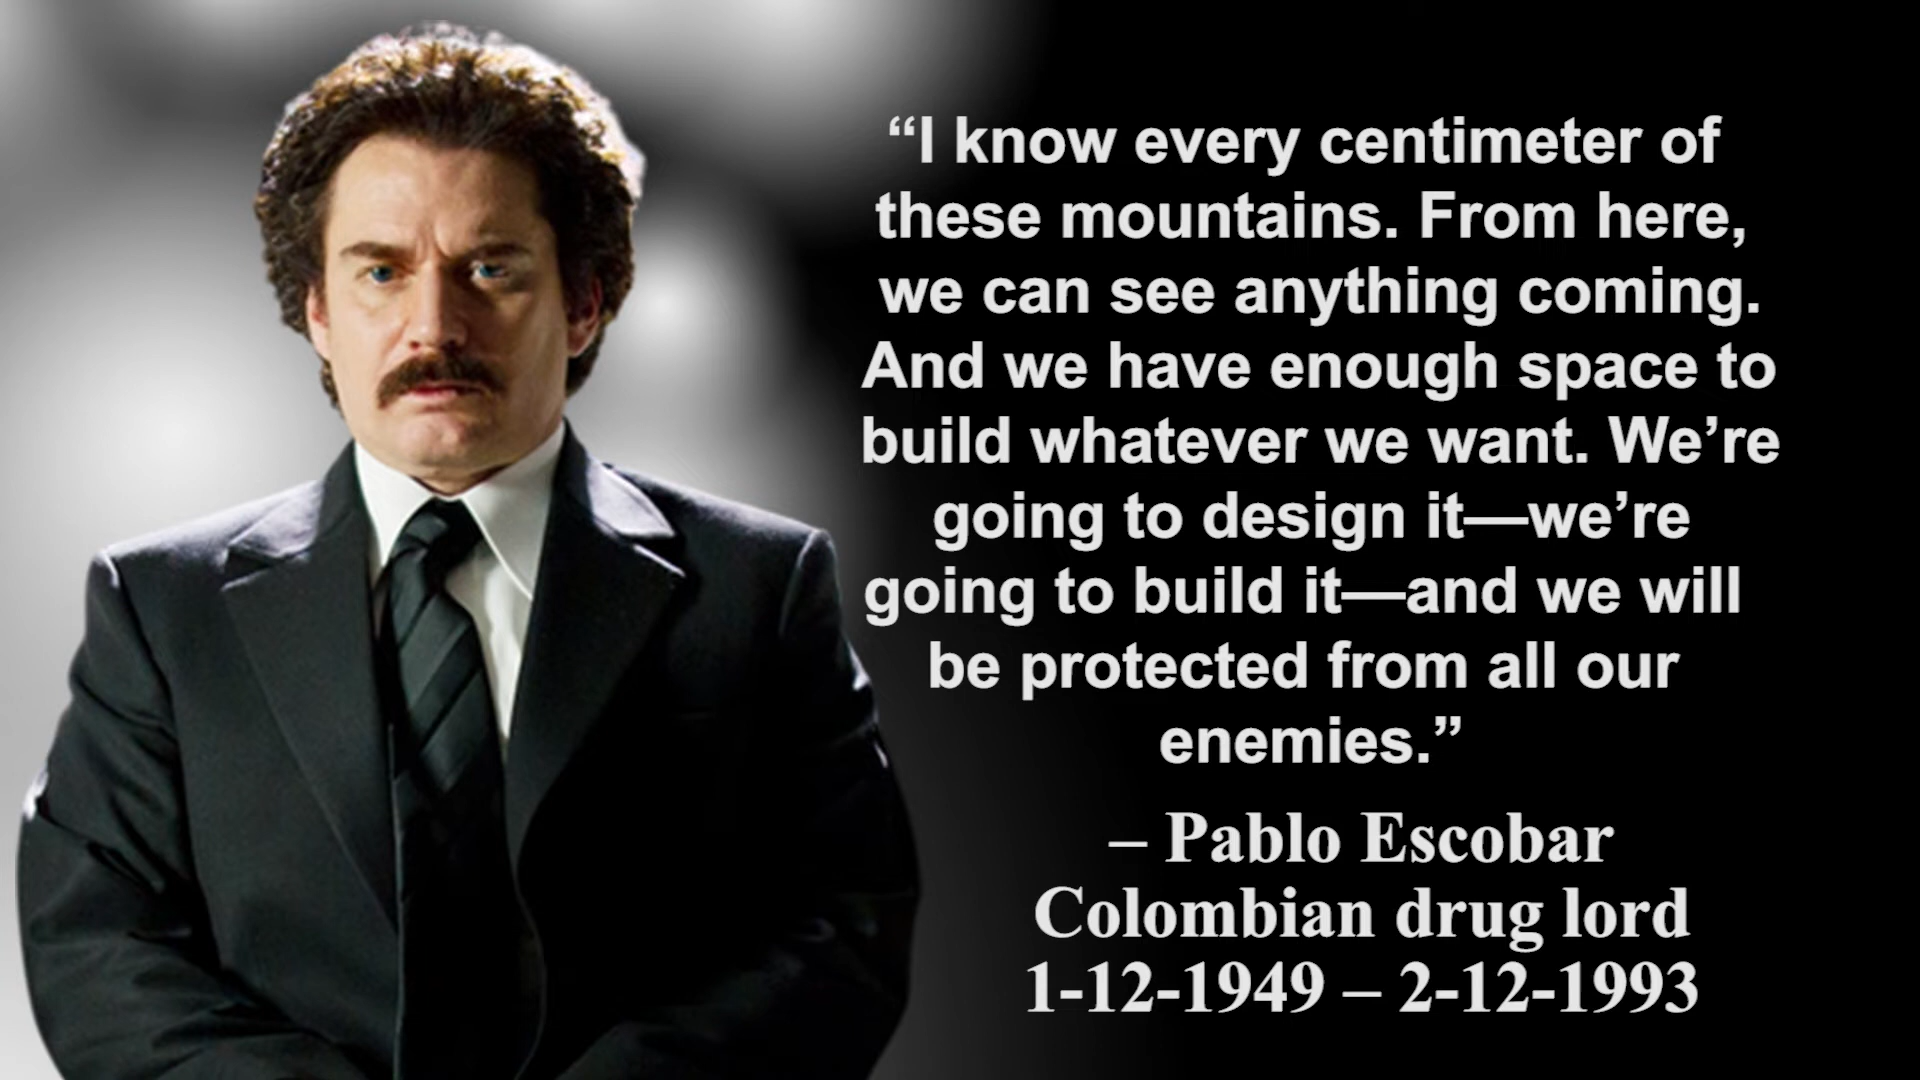 “I know every centimeter of
these mountains. From here,
we can see anything coming.
And we have enough space to
build whatever we want. We’re
going to design it—we’re
going to build it—and we will
be protected from all our
enemies.”
– Pablo Escobar
Colombian drug lord
1-12-1949 – 2-12-1993